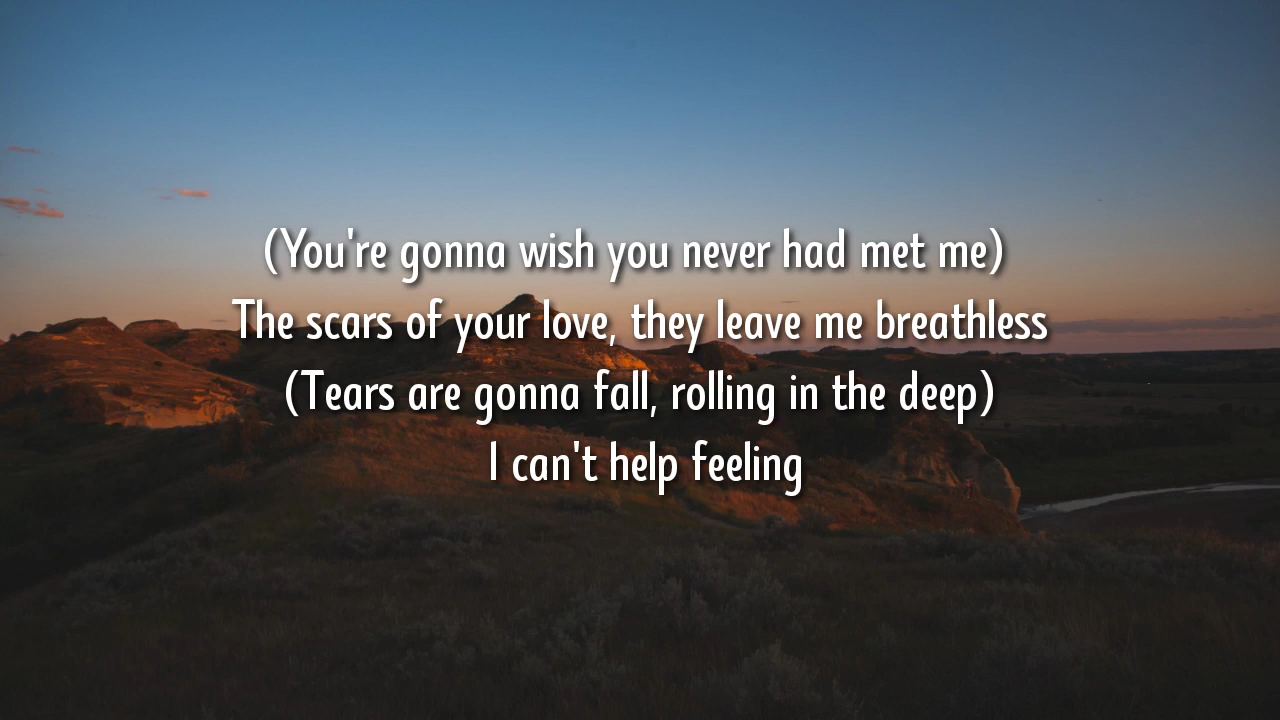 (You're gonna wish you never had met me)
The scars of your love, they leave me breathless
(Tears are gonna fall, rolling in the deep)
I can't help feeling